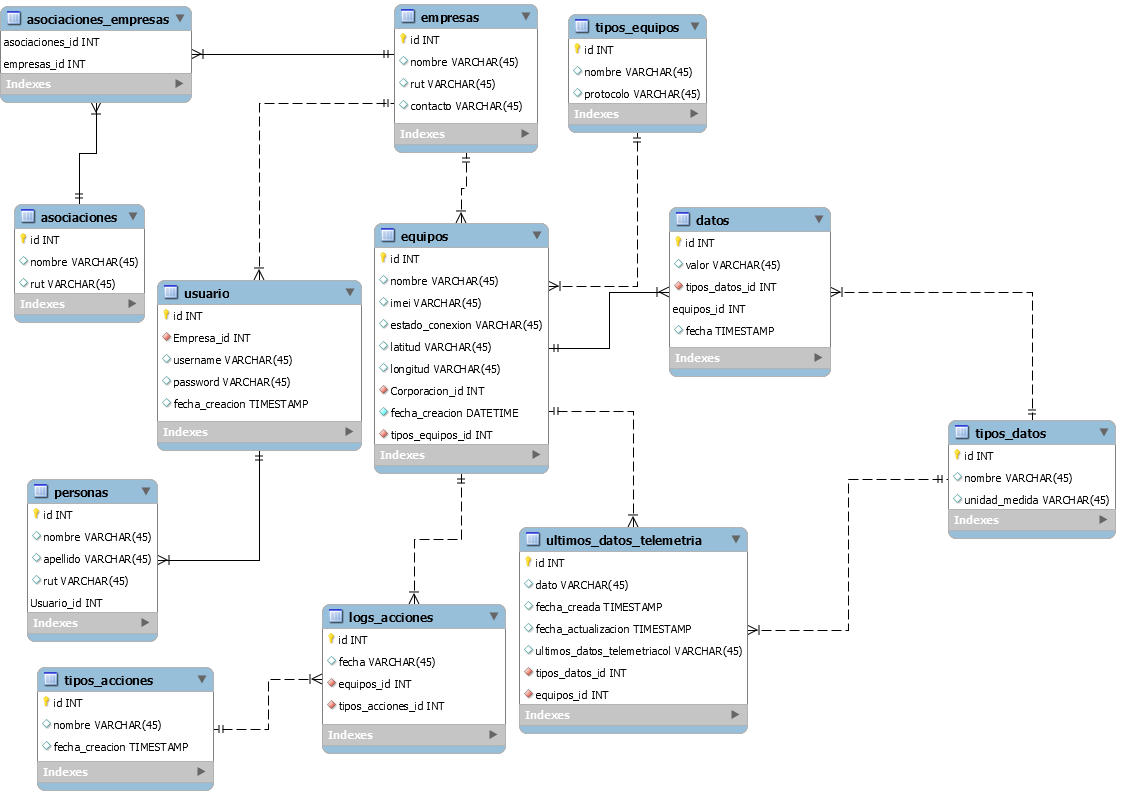 asociaciones_empresas
asociaciones_id INT
empresas_id INT
Indexes
empresas
id INT
nombre VARCHAR(45)
rut VARCHAR(45)
contacto VARCHAR(45)
Indexes
tipos_equipos
id INT
nombre VARCHAR(45)
protocolo VARCHAR(45)
Indexes
asociaciones
id INT
nombre VARCHAR(45)
rut VARCHAR(45)
Indexes
usuario
id INT
Empresa_id INT
username VARCHAR(45)
password VARCHAR(45)
fecha_creacion TIMESTAMP
Indexes
equipos
id INT
nombre VARCHAR(45)
imei VARCHAR(45)
estado_conexion VARCHAR(45)
latitud VARCHAR(45)
longitud VARCHAR(45)
Corporacion_id INT
fecha_creacion DATETIME
tipos_equipos_id INT
Indexes
datos
id INT
valor VARCHAR(45)
tipos_datos_id INT
equipos_id INT
fecha TIMESTAMP
Indexes
tipos_datos
id INT
nombre VARCHAR(45)
unidad_medida VARCHAR(45)
Indexes
personas
id INT
nombre VARCHAR(45)
apellido VARCHAR(45)
rut VARCHAR(45)
Usuario_id INT
Indexes
ultimos_datos_telemetria
id INT
dato VARCHAR(45)
fecha_creada TIMESTAMP
fecha_actualizacion TIMESTAMP
ultimos_datos_telemetriacol VARCHAR(45)
tipos_datos_id INT
equipos_id INT
Indexes
logs_acciones
id INT
fecha VARCHAR(45)
equipos_id INT
tipos_acciones_id INT
Indexes
tipos_acciones
id INT
nombre VARCHAR(45)
fecha_creacion TIMESTAMP
Indexes